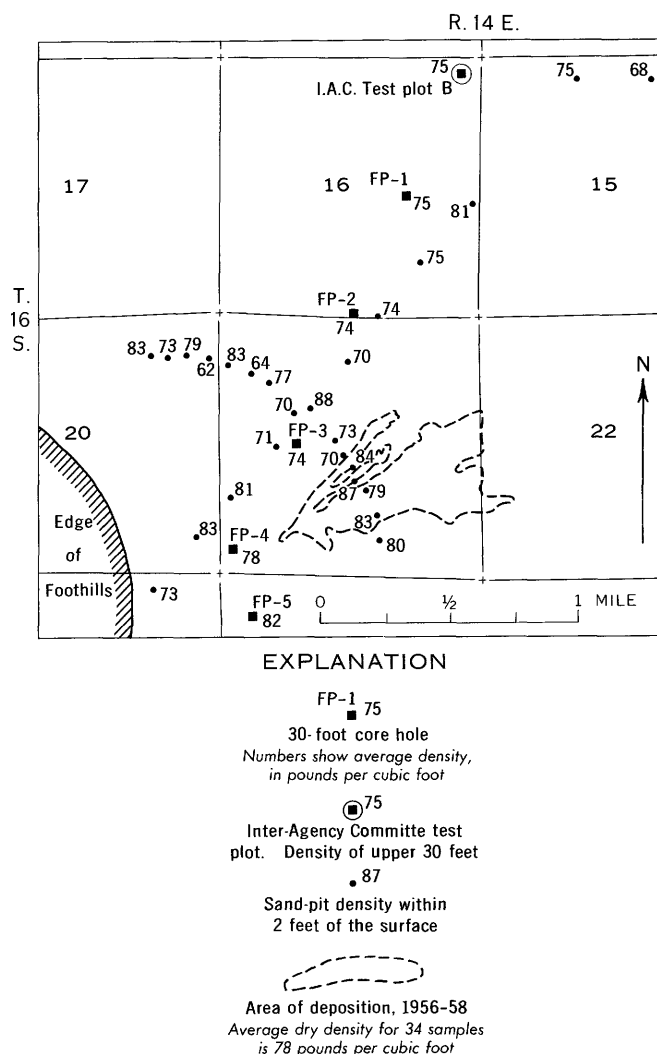 R. 14 E.
75
I.A.C. Test plot B
75
68
17
16
FP-1
75
15
81
75
T.
16
S.
FP-2
74
74
83
73
79
62
83
64
77
70
70
88
N
20
71
FP-3
74
73
70
84
87
79
22
81
83
83
80
Edge
of
Foothills
FP-4
78
73
FP-5
82
0
½
1 MILE
EXPLANATION
FP-1
75
30-foot core hole
Numbers show average density,
in pounds per cubic foot
75
Inter-Agency Committe test
plot. Density of upper 30 feet
87
Sand-pit density within
2 feet of the surface
Area of deposition, 1956-58
Average dry density for 34 samples
is 78 pounds per cubic foot